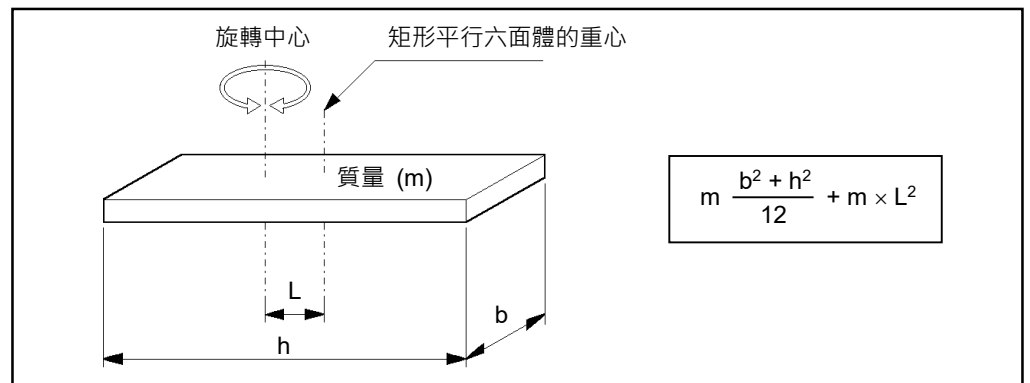 旋轉中心
矩形平行六面體的重心
質量 (m)
m (b² + h²)/12 + m × L²
L
b
h